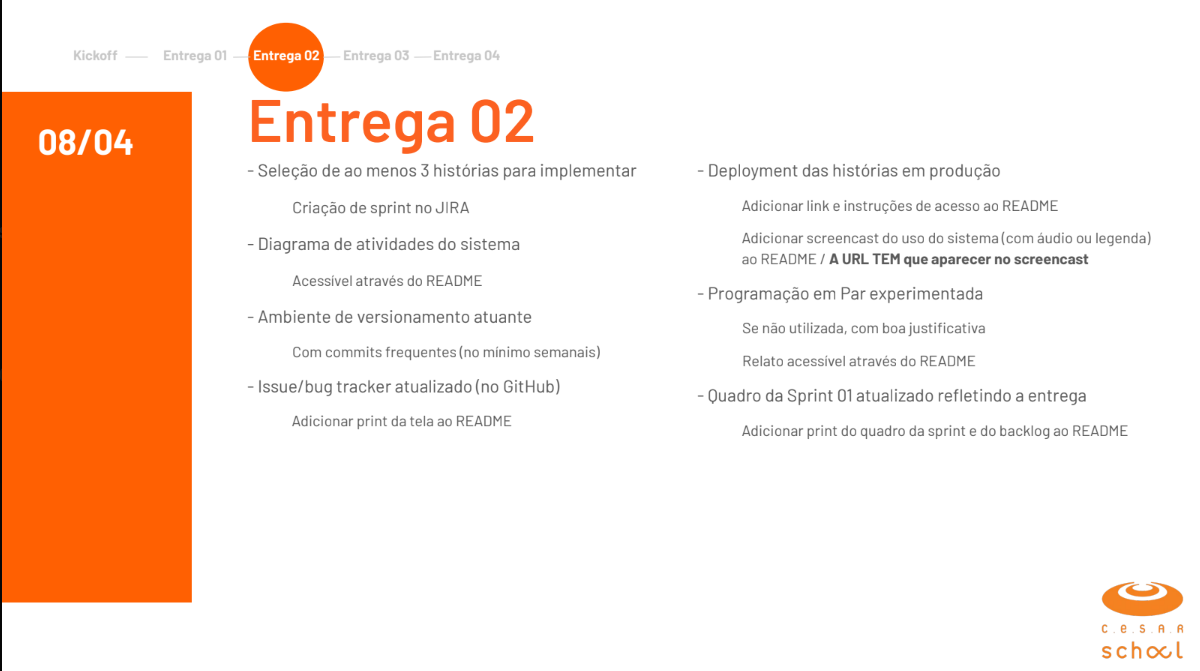 Kickoff
Entrega 01
Entrega 02
Entrega 03
Entrega 04
08/04
Entrega 02
- Seleção de ao menos 3 histórias para implementar
Criação de sprint no JIRA
- Diagrama de atividades do sistema
Acessível através do README
- Ambiente de versionamento atuante
Com commits frequentes (no mínimo semanais)
- Issue/bug tracker atualizado (no GitHub)
Adicionar print da tela ao README
- Deployment das histórias em produção
Adicionar link e instruções de acesso ao README
Adicionar screencast do uso do sistema (com áudio ou legenda)
ao README / A URL TEM que aparecer no screencast
- Programação em Par experimentada
Se não utilizada, com boa justificativa
Relato acessível através do README
- Quadro da Sprint 01 atualizado refletindo a entrega
Adicionar print do quadro da sprint e do backlog ao README
c.e.s.a.r
school